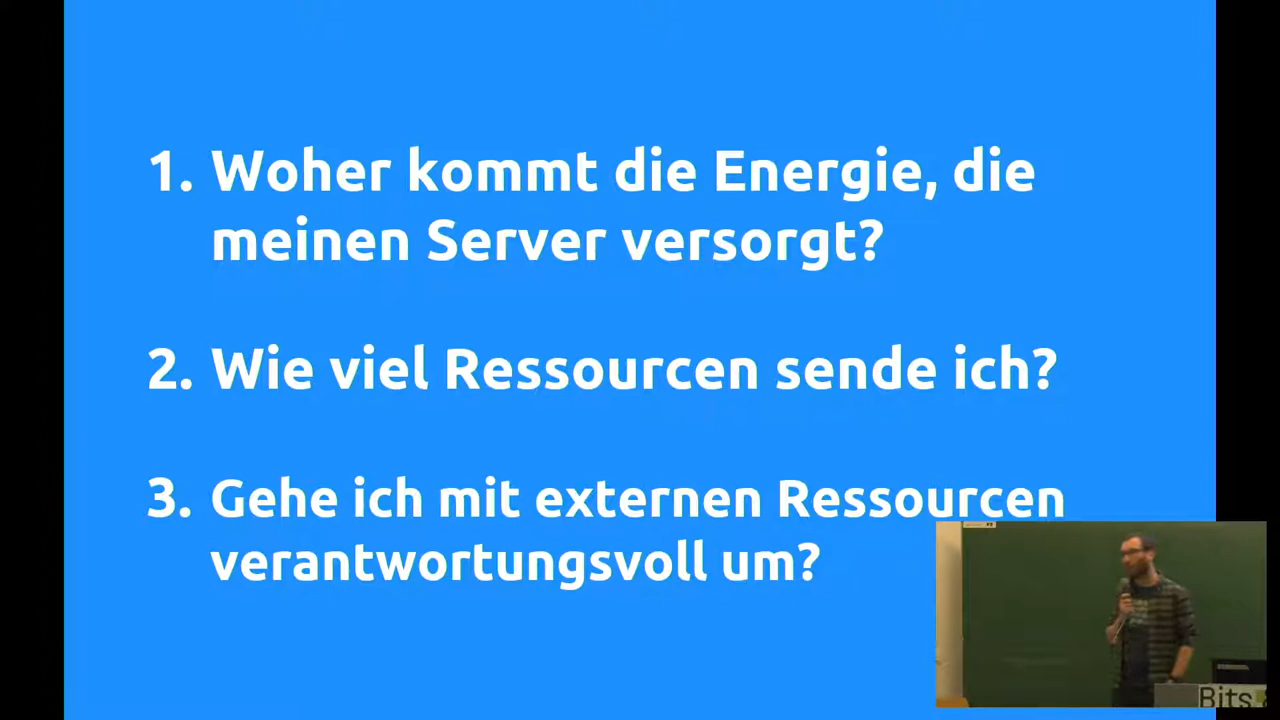 1. Woher kommt die Energie, die
meinen Server versorgt?
2. Wie viel Ressourcen sende ich?
3. Gehe ich mit externen Ressourcen
verantwortungsvoll um?
Bits